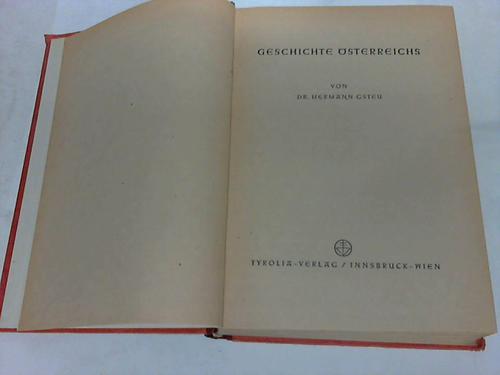 GESCHICHTE ÖSTERREICHS
VON
DR. HERMANN GSTEU
TYROLIA-VERLAG / INNSBRUCK-WIEN